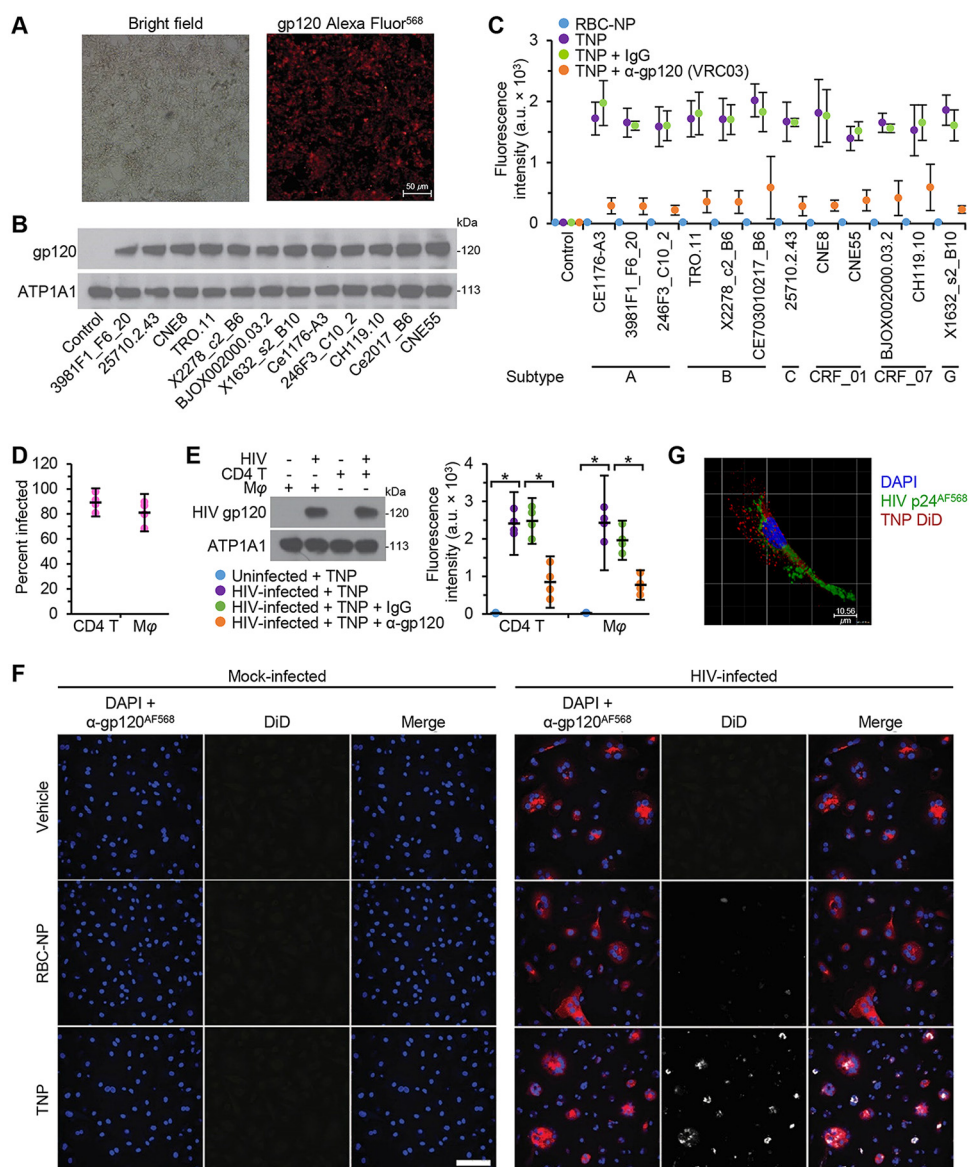 A
Bright field
gp120 Alexa Fluor568
50 μm
B
kDa
gp120
-120
ATP1A1
-113
Control
3981F1_F6_20
25710.2.43
CNE8
TRO.11
X2278_c2_B6
BJOX002000.03.2
X1632_s2_B10
Ce1176-A3
246F3_C10_2
CH119.10
Ce2017_B6
CNE55
C
RBC-NP
TNP
TNP + IgG
TNP + α-gp120 (VRC03)
Fluorescence
intensity (a.u. × 10³)
3
2
1
0
Control
CE1176-A3
3981F1_F6_20
246F3_C10_2
TRO.11
X2278_c2_B6
CE703010217_B6
25710.2.43
CNE8
CNE55
BJOX002000.03.2
CH119.10
X1632_s2_B10
Subtype
A
B
C
CRF_01
CRF_07
G
D
Percent infected
120
100
80
60
40
20
0
CD4 T
Mφ
E
HIV - + - +
CD4 T - - + +
Mφ + + - -
kDa
HIV gp120
-120
ATP1A1
-113
Uninfected + TNP
HIV-infected + TNP
HIV-infected + TNP + IgG
HIV-infected + TNP + α-gp120
Fluorescence
intensity (a.u. × 10³)
4
3
2
1
0
* * * *
CD4 T
Mφ
G
DAPI
HIV p24AF568
TNP DiD
10.56
μm
F
Mock-infected
HIV-infected
DAPI +
α-gp120AF568
DiD
Merge
DAPI +
α-gp120AF568
DiD
Merge
Vehicle
RBC-NP
TNP